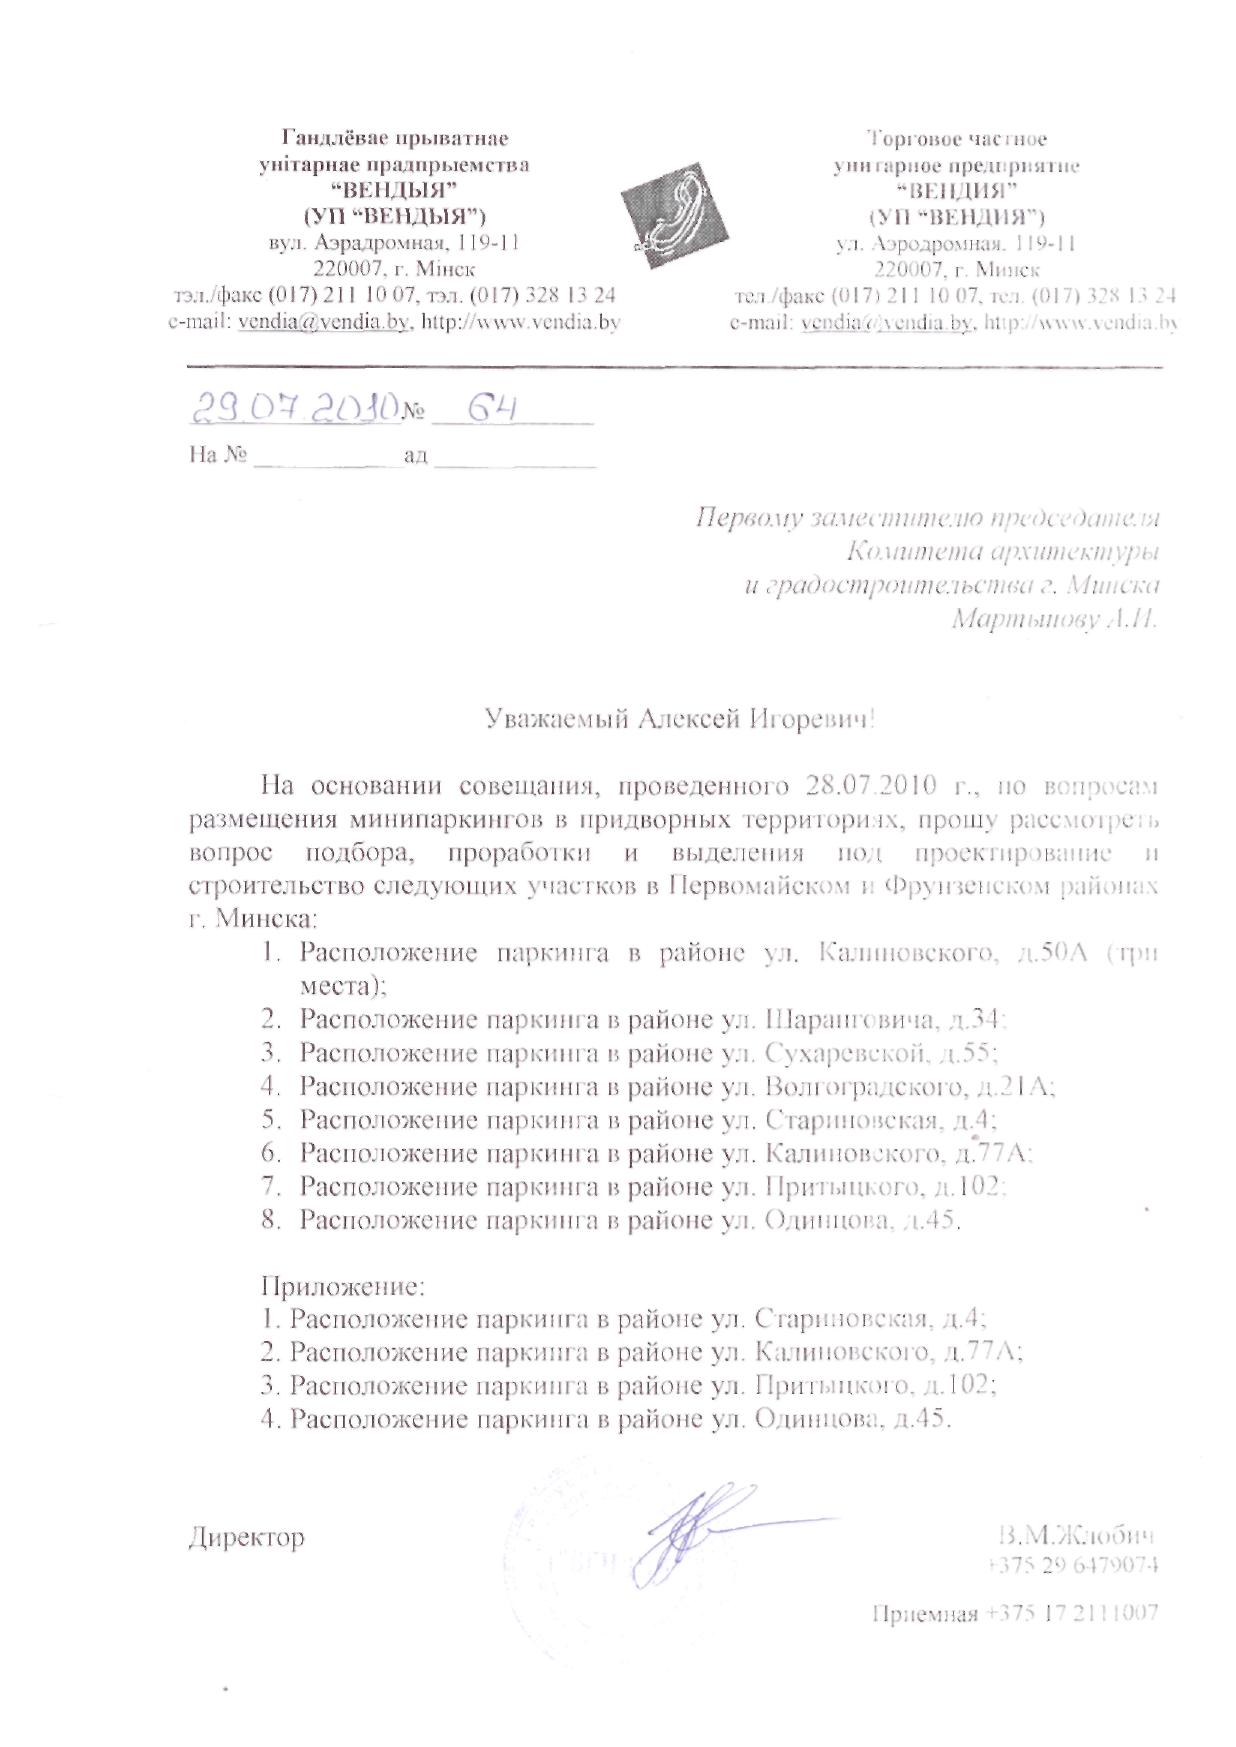 Гандлёвае прыватнае
унітарнае прадпрыемства
“ВЕНДЫЯ”
(УП “ВЕНДЫЯ”)
вул. Аэрадромная, 119-11
220007, г. Мінск
тэл./факс (017) 211 10 07, тэл. (017) 328 13 24
e-mail: vendia@vendia.by, http://www.vendia.by
Торговое частное
унитарное предприятие
“ВЕНДИЯ”
(УП “ВЕНДИЯ”)
ул. Аэродромная, 119-11
220007, г. Минск
тел./факс (017) 211 10 07, тел. (017) 328 13 24
e-mail: vendia@vendia.by, http://www.vendia.by
29.07.2010 № 64
На № ____________ ад ____________
Первому заместителю председателя
Комитета архитектуры
и градостроительства г. Минска
Мартынову А.И.
Уважаемый Алексей Игоревич!
На основании совещания, проведенного 28.07.2010 г., по вопросам
размещения минипаркингов в придворных территориях, прошу рассмотреть
вопрос подбора, проработки и выделения под проектирование и
строительство следующих участков в Первомайском и Фрунзенском районах
г. Минска:
1. Расположение паркинга в районе ул. Калиновского, д.50А (три
места);
2. Расположение паркинга в районе ул. Шаранговича, д.34;
3. Расположение паркинга в районе ул. Сухаревской, д.55;
4. Расположение паркинга в районе ул. Волгоградского, д.21А;
5. Расположение паркинга в районе ул. Стариновская, д.4;
6. Расположение паркинга в районе ул. Калиновского, д.77А;
7. Расположение паркинга в районе ул. Притыцкого, д.102;
8. Расположение паркинга в районе ул. Одинцова, д.45.
Приложение:
1. Расположение паркинга в районе ул. Стариновская, д.4;
2. Расположение паркинга в районе ул. Калиновского, д.77А;
3. Расположение паркинга в районе ул. Притыцкого, д.102;
4. Расположение паркинга в районе ул. Одинцова, д.45.
Директор В.М.Жлобич
+375 29 6479074
Приемная +375 17 2111007